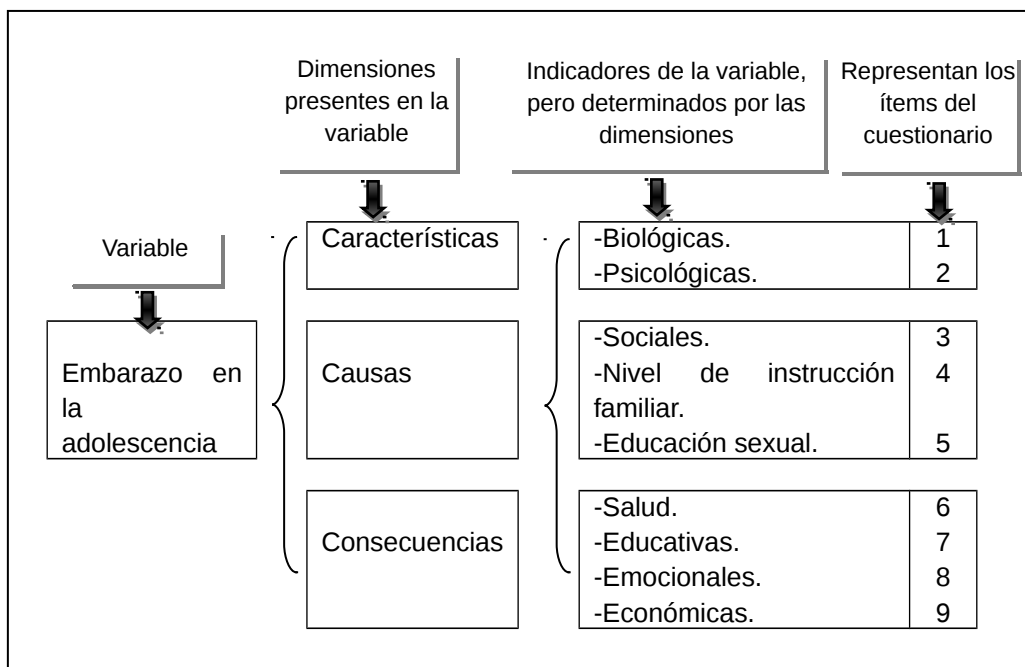 Dimensiones
presentes en la
variable
Indicadores de la variable,
pero determinados por las
dimensiones
Representan los
ítems del
cuestionario
Variable
Embarazo en
la
adolescencia
Características
Causas
Consecuencias
-Biológicas. 1
-Psicológicas. 2
-Sociales. 3
-Nivel de instrucción 4
familiar.
-Educación sexual. 5
-Salud. 6
-Educativas. 7
-Emocionales. 8
-Económicas. 9